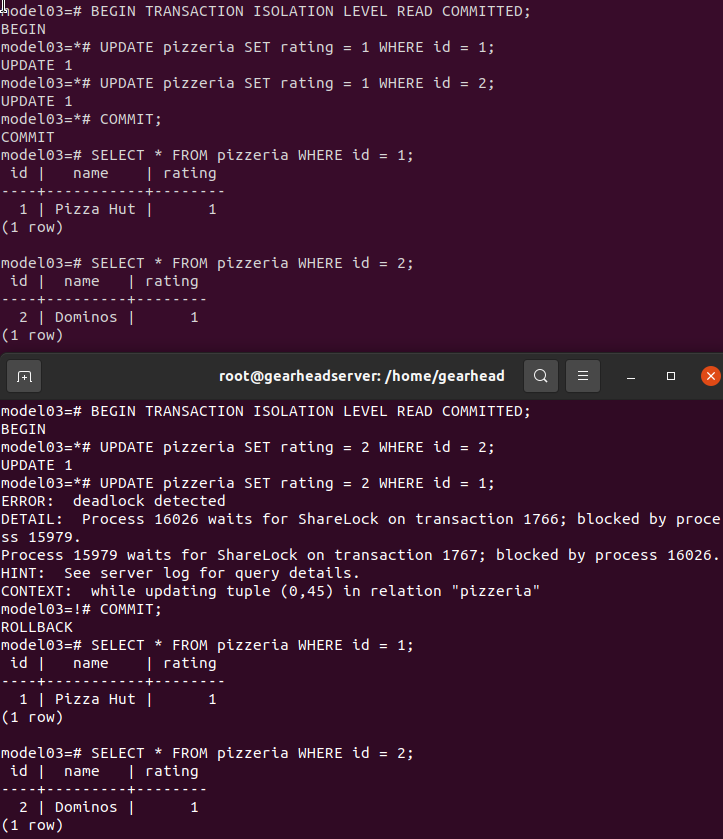 model03=# BEGIN TRANSACTION ISOLATION LEVEL READ COMMITTED;
BEGIN
model03=*# UPDATE pizzeria SET rating = 1 WHERE id = 1;
UPDATE 1
model03=*# UPDATE pizzeria SET rating = 1 WHERE id = 2;
UPDATE 1
model03=*# COMMIT;
COMMIT
model03=# SELECT * FROM pizzeria WHERE id = 1;
 id |   name    | rating
----+-----------+--------
  1 | Pizza Hut |      1
(1 row)

model03=# SELECT * FROM pizzeria WHERE id = 2;
 id |  name   | rating
----+---------+--------
  2 | Dominos |      1
(1 row)
root@gearheadserver: /home/gearhead
model03=# BEGIN TRANSACTION ISOLATION LEVEL READ COMMITTED;
BEGIN
model03=*# UPDATE pizzeria SET rating = 2 WHERE id = 2;
UPDATE 1
model03=*# UPDATE pizzeria SET rating = 2 WHERE id = 1;
ERROR:  deadlock detected
DETAIL:  Process 16026 waits for ShareLock on transaction 1766; blocked by proce
ss 15979.
Process 15979 waits for ShareLock on transaction 1767; blocked by process 16026.
HINT:  See server log for query details.
CONTEXT:  while updating tuple (0,45) in relation "pizzeria"
model03=!# COMMIT;
ROLLBACK
model03=# SELECT * FROM pizzeria WHERE id = 1;
 id |   name    | rating
----+-----------+--------
  1 | Pizza Hut |      1
(1 row)

model03=# SELECT * FROM pizzeria WHERE id = 2;
 id |  name   | rating
----+---------+--------
  2 | Dominos |      1
(1 row)